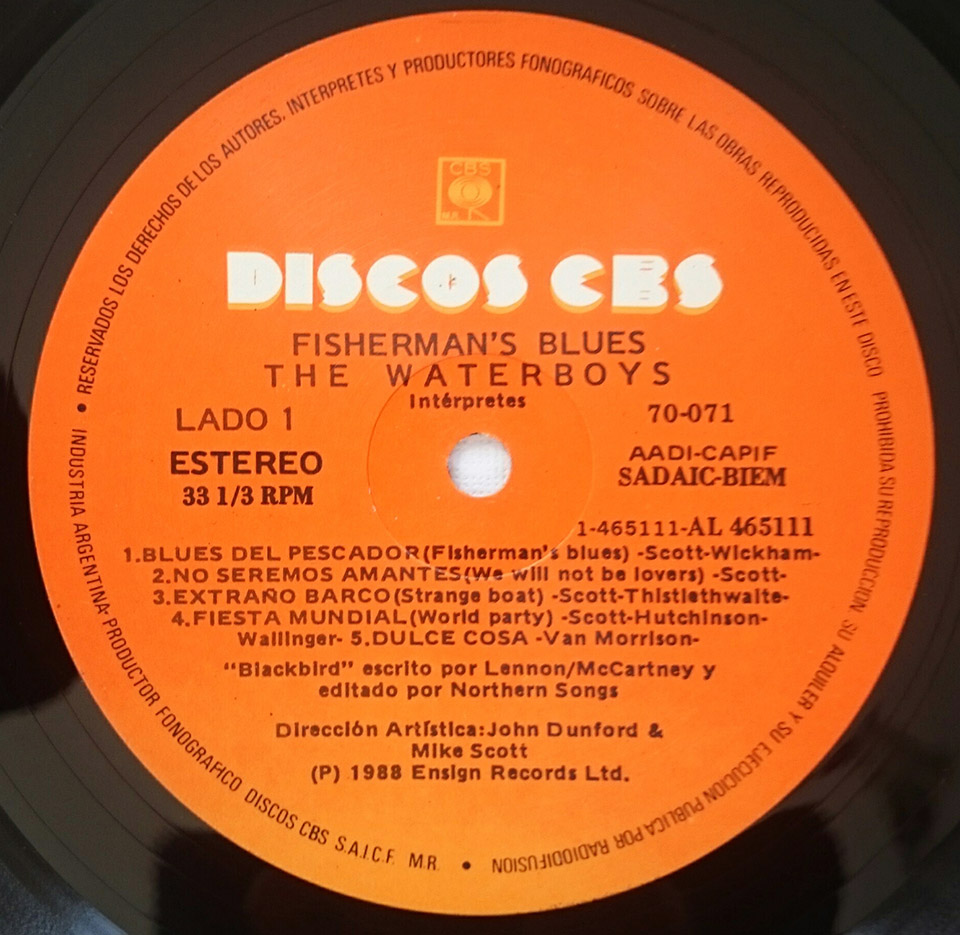 RESERVADOS LOS DERECHOS DE LOS AUTORES, INTERPRETES Y PRODUCTORES FONOGRAFICOS SOBRE LAS OBRAS REPRODUCIDAS EN ESTE DISCO PROHIBIDA SU REPRODUCCION SU ALQUILER Y SU EJECUCION PUBLICA POR RADIODIFUSION
CBS
M.R.
DISCOS CBS
FISHERMAN'S BLUES
THE WATERBOYS
Intérpretes
LADO 1
70-071
ESTEREO
AADI-CAPIF
33 1/3 RPM
SADAIC-BIEM
1-465111-AL 465111
1.BLUES DEL PESCADOR(Fisherman's blues) -Scott-Wickham-
2.NO SEREMOS AMANTES(We will not be lovers) -Scott-
3.EXTRAÑO BARCO(Strange boat) -Scott-Thistlethwaite-
4.FIESTA MUNDIAL(World party) -Scott-Hutchinson-
Wallinger- 5.DULCE COSA -Van Morrison-
“Blackbird” escrito por Lennon/McCartney y
editado por Northern Songs
Dirección Artística:John Dunford &
Mike Scott
(P) 1988 Ensign Records Ltd.
INDUSTRIA ARGENTINA-PRODUCTOR FONOGRAFICO DISCOS CBS S.A.I.C.F. M.R.